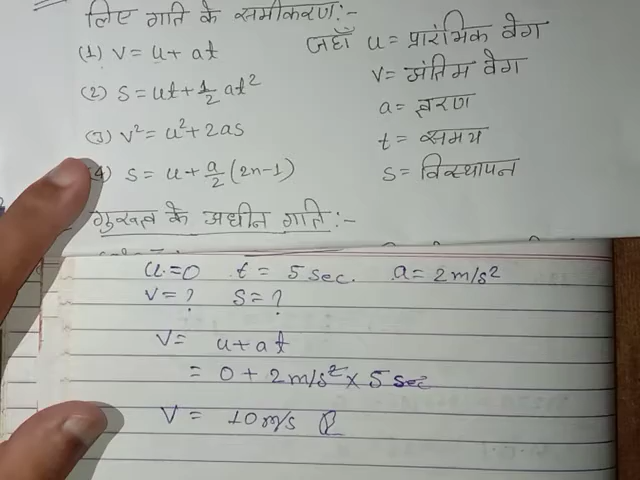 लिए गति के समीकरण:-
(1) v = u + at
जहाँ u = प्रारंभिक वेग
(2) s = ut + 1/2 at²
v = अंतिम वेग
a = त्वरण
(3) v² = u² + 2as
t = समय
(4) s = u + a/2 (2n-1)
s = विस्थापन
गुरुत्व के अधीन गति:-
u = 0 t = 5 sec. a = 2 m/s²
v = ? s = ?
v = u + at
= 0 + 2 m/s² × 5 sec
v = 10 m/s